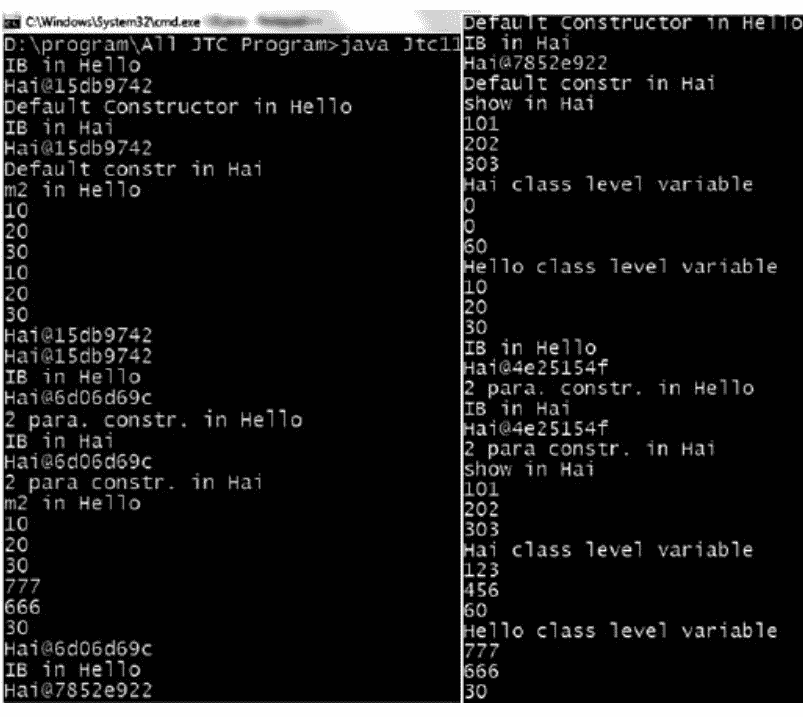 C:\Windows\System32\cmd.exe
D:\program\All JTC Program>java Jtc11
IB in Hello
Hai@15db9742
Default Constructor in Hello
IB in Hai
Hai@15db9742
Default constr in Hai
m2 in Hello
10
20
30
10
20
30
Hai@15db9742
Hai@15db9742
IB in Hello
Hai@6d06d69c
2 para. constr. in Hello
IB in Hai
Hai@6d06d69c
2 para constr. in Hai
m2 in Hello
10
20
30
777
666
30
Hai@6d06d69c
IB in Hello
Hai@7852e922
Default Constructor in Hello
IB in Hai
Hai@7852e922
Default constr in Hai
show in Hai
101
202
303
Hai class level variable
0
0
60
Hello class level variable
10
20
30
IB in Hello
Hai@4e25154f
2 para. constr. in Hello
IB in Hai
Hai@4e25154f
2 para constr. in Hai
show in Hai
101
202
303
Hai class level variable
123
456
60
Hello class level variable
777
666
30